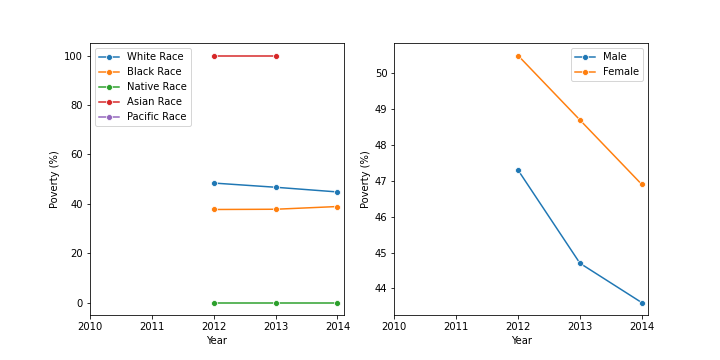 100
80
60
40
20
0
Poverty (%)
2010
2011
2012
2013
2014
Year
White Race
Black Race
Native Race
Asian Race
Pacific Race
50
49
48
47
46
45
44
Poverty (%)
2010
2011
2012
2013
2014
Year
Male
Female